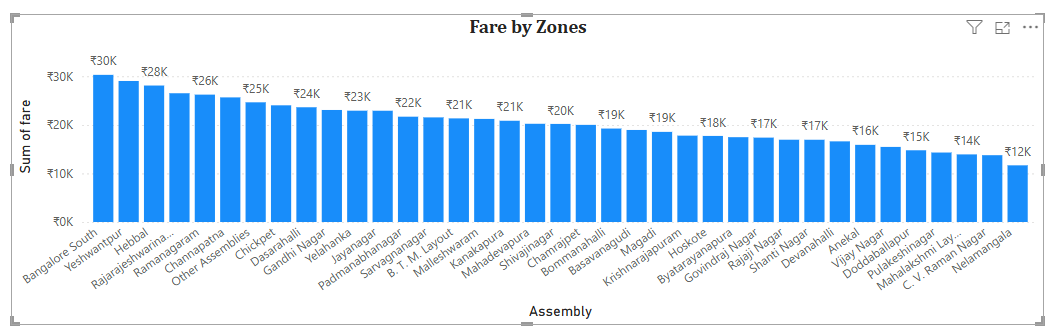 Fare by Zones
Sum of fare
₹30K
₹20K
₹10K
₹0K
₹30K
₹28K
₹26K
₹25K
₹24K
₹23K
₹22K
₹21K
₹21K
₹20K
₹19K
₹19K
₹18K
₹17K
₹17K
₹16K
₹15K
₹14K
₹12K
Bangalore South
Yeshwantpur
Hebbal
Rajarajeshwarina...
Ramanagaram
Channapatna
Other Assemblies
Chickpet
Dasarahalli
Gandhi Nagar
Yelahanka
Jayanagar
Padmanabhanagar
Sarvagnanagar
B. T. M. Layout
Malleshwaram
Kanakapura
Mahadevapura
Shivajinagar
Chamrajpet
Bommanahalli
Basavanagudi
Magadi
Krishnarajapuram
Hoskote
Byatarayanapura
Govindraj Nagar
Rajaji Nagar
Shanti Nagar
Devanahalli
Anekal
Vijay Nagar
Doddaballapur
Pulakeshinagar
Mahalakshmi Lay...
C. V. Raman Nagar
Nelamangala
Assembly